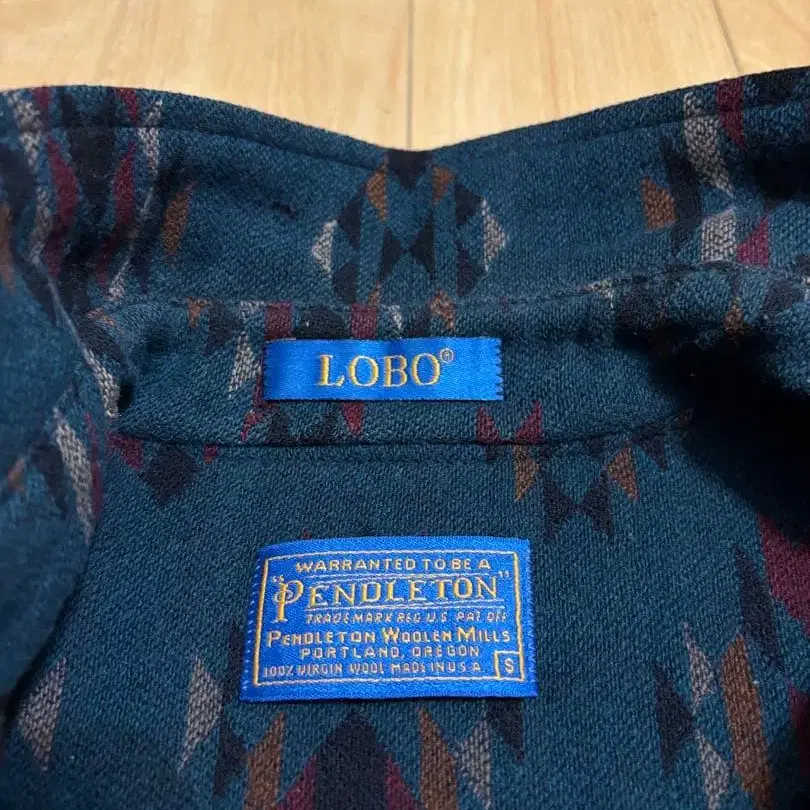 LOBO®
WARRANTED TO BE A
"PENDLETON"
TRADE MARK REG U.S. PAT. OFF
PENDLETON WOOLEN MILLS
PORTLAND, OREGON
100% VIRGIN WOOL MADE IN U.S.A. S